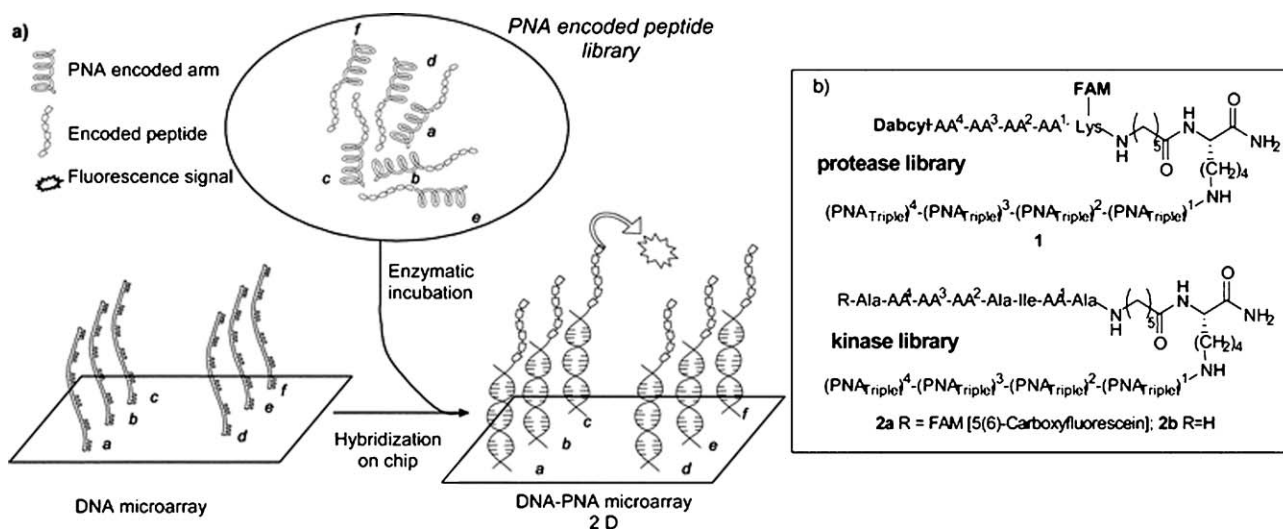 a)
PNA encoded arm
Encoded peptide
Fluorescence signal
PNA encoded peptide
library
f
d
a
c
b
e
Enzymatic
incubation
c
b
a
f
e
d
Hybridization
on chip
c
b
a
f
e
d
DNA microarray
DNA-PNA microarray
2 D
b)
FAM
Dabcyl-AA4-AA3-AA2-AA1-Lys
N
H
5
O
H
N
O
NH2
protease library
(CH2)4
NH
(PNATriplet)4-(PNATriplet)3-(PNATriplet)2-(PNATriplet)1
1
R-Ala-AA4-AA3-AA2-Ala-Ile-AA1-Ala
N
H
5
O
H
N
O
NH2
kinase library
(CH2)4
NH
(PNATriplet)4-(PNATriplet)3-(PNATriplet)2-(PNATriplet)1
2a R = FAM [5(6)-Carboxyfluorescein]; 2b R=H